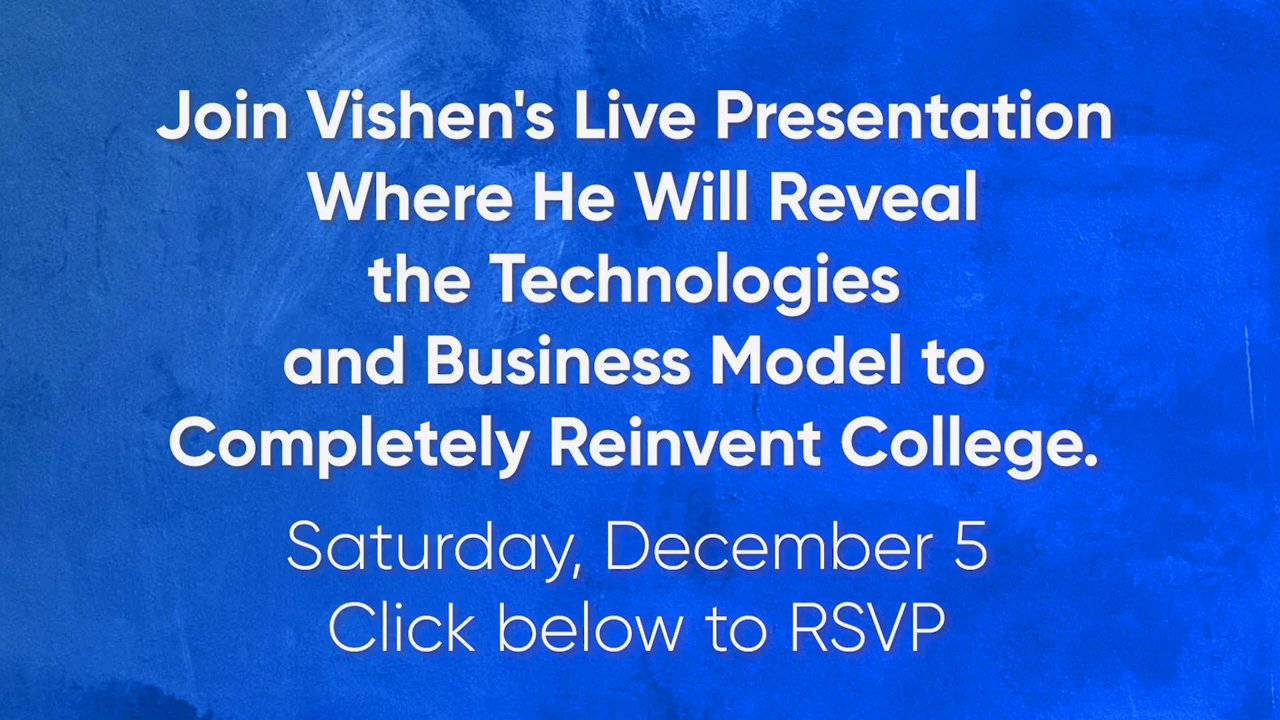 Join Vishen's Live Presentation
Where He Will Reveal
the Technologies
and Business Model to
Completely Reinvent College.
Saturday, December 5
Click below to RSVP